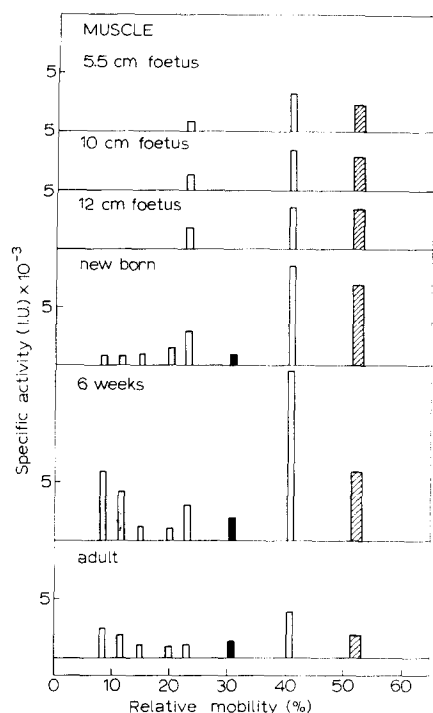 MUSCLE
5.5 cm foetus
5
5
10 cm foetus
5
12 cm foetus
new born
5
6 weeks
5
adult
5
0 10 20 30 40 50 60
Relative mobility (%)
Specific activity (I.U.) × 10⁻³